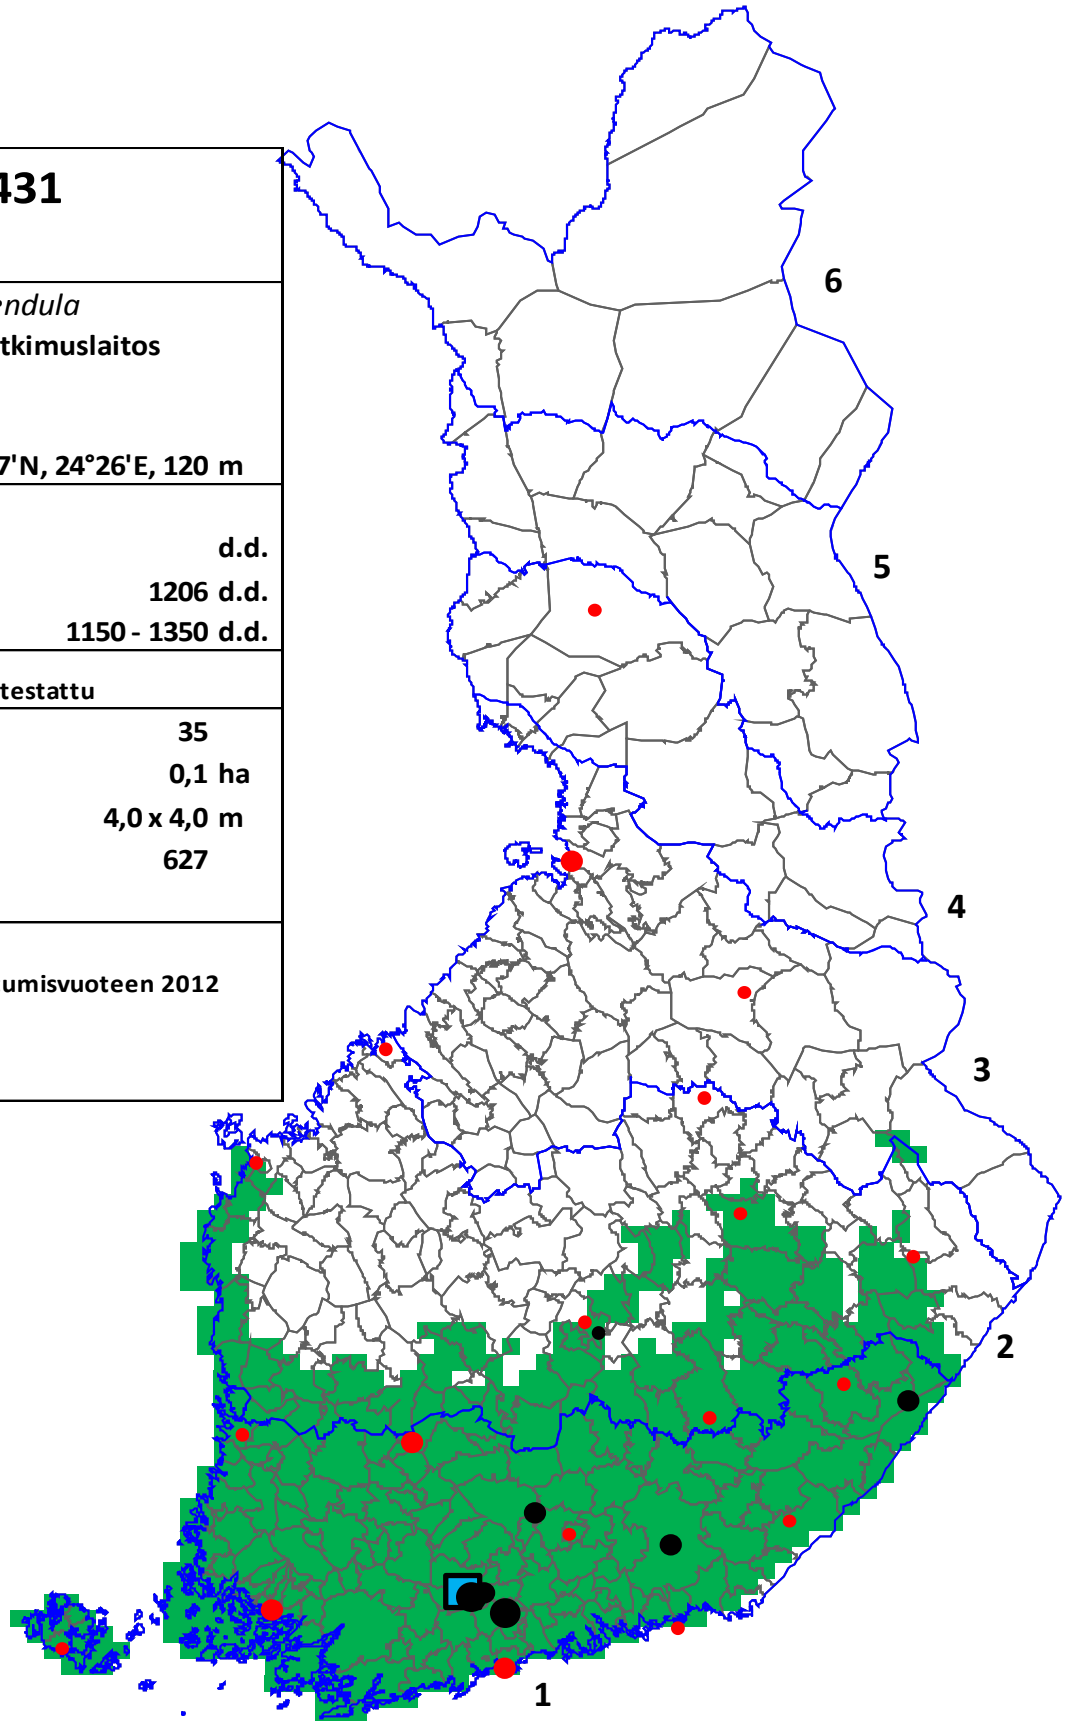 431
endula
tkimuslaitos
7'N, 24°26'E, 120 m
d.d.
1206 d.d.
1150 - 1350 d.d.
testattu
35
0,1 ha
4,0 x 4,0 m
627
umisvuoteen 2012
6
5
4
3
2
1